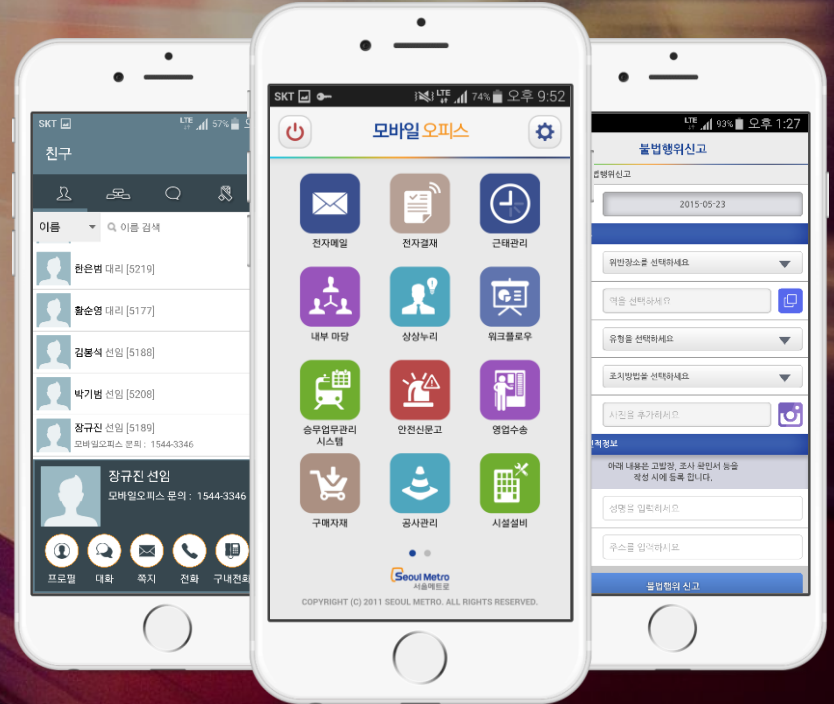 SKT
LTE
57%
친구
이름
이름 검색
한은범 대리 [5219]
황순영 대리 [5177]
김봉석 선임 [5188]
박기범 선임 [5208]
장규진 선임 [5189]
모바일오피스 문의 : 1544-3346
장규진 선임
모바일오피스 문의 : 1544-3346
프로필 대화 쪽지 전화 구내전화
SKT LTE 74% 오후 9:52
모바일 오피스
전자메일 전자결재 근태관리
내부 마당 상상누리 워크플로우
승무업무관리 안전신문고 영업수송
시스템
구매자재 공사관리 시설설비
Seoul Metro
서울메트로
COPYRIGHT (C) 2011 SEOUL METRO. ALL RIGHTS RESERVED.
LTE 93% 오후 1:27
불법행위신고
법행위신고
2015-05-23
위반장소를 선택하세요
역을 선택하세요
유형을 선택하세요
조치방법을 선택하세요
사진을 추가하세요
적정보
아래 내용은 고발장, 조사 확인서 등을
작성 시에 등록 합니다.
성명을 입력하세요
주소를 입력하세요
불법행위 신고